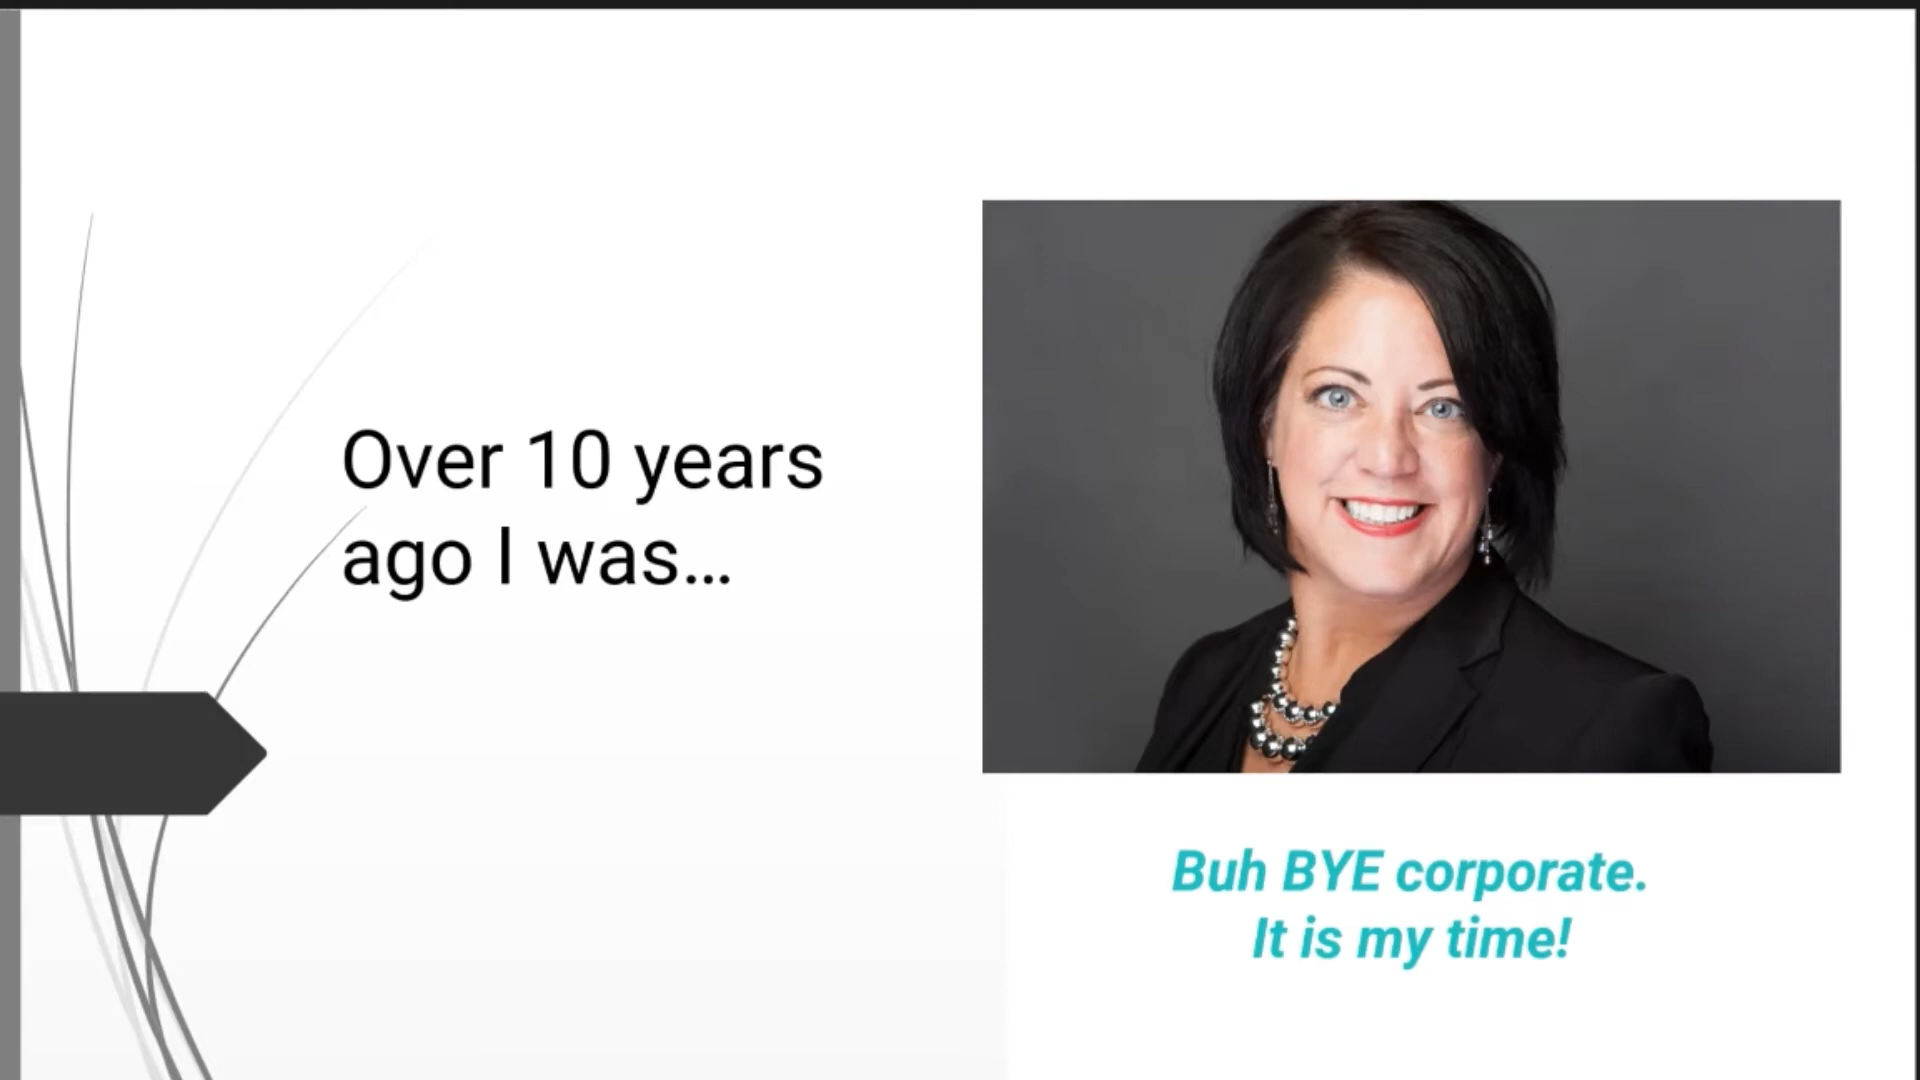 Over 10 years
ago I was...
Buh BYE corporate.
It is my time!